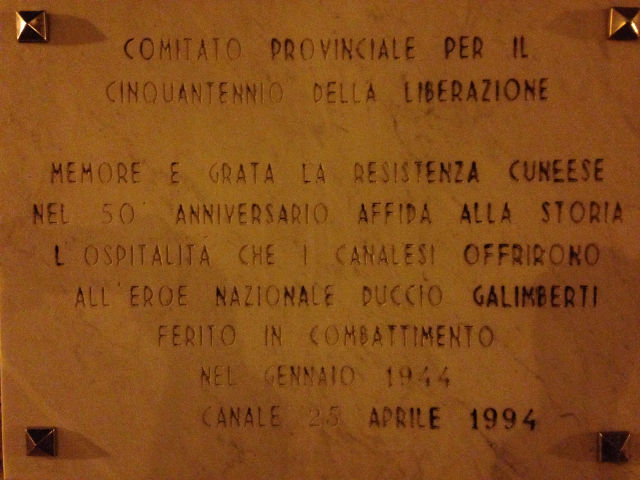 COMITATO PROVINCIALE PER IL
CINQUANTENNIO DELLA LIBERAZIONE
MEMORE E GRATA LA RESISTENZA CUNEESE
NEL 50° ANNIVERSARIO AFFIDA ALLA STORIA
L'OSPITALITÀ CHE I CANALESI OFFRIRONO
ALL'EROE NAZIONALE DUCCIO GALIMBERTI
FERITO IN COMBATTIMENTO
NEL GENNAIO 1944
CANALE 25 APRILE 1994